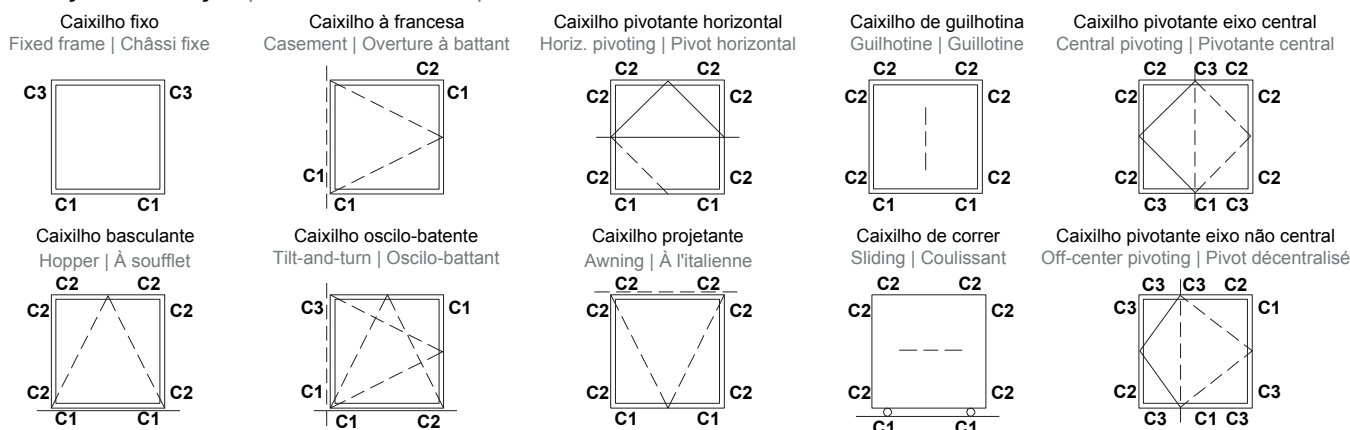 Caixilho fixo
Fixed frame | Châssi fixe
C3 C3
C1 C1
Caixilho à francesa
Casement | Overture à battant
C2
C1
C1
C1
Caixilho pivotante horizontal
Horiz. pivoting | Pivot horizontal
C2 C2
C2 C2
C2 C2
C1 C1
Caixilho de guilhotina
Guilhotine | Guillotine
C2 C2
C2 C2
C2 C2
C1 C1
Caixilho pivotante eixo central
Central pivoting | Pivotante central
C2 C3 C2
C2 C2
C2 C2
C3 C1 C3
Caixilho basculante
Hopper | À soufflet
C2 C2
C2 C2
C2 C2
C1 C1
Caixilho oscilo-batente
Tilt-and-turn | Oscilo-battant
C2
C3 C1
C1
C1 C2
Caixilho projetante
Awning | À l'italienne
C2 C2
C2 C2
C2 C2
C1 C1
Caixilho de correr
Sliding | Coulissant
C2 C2
C2 C2
C2 C2
C1 C1
Caixilho pivotante eixo não central
Off-center pivoting | Pivot décentralisé
C3 C3 C2
C2 C1
C2 C3
C3 C1 C3